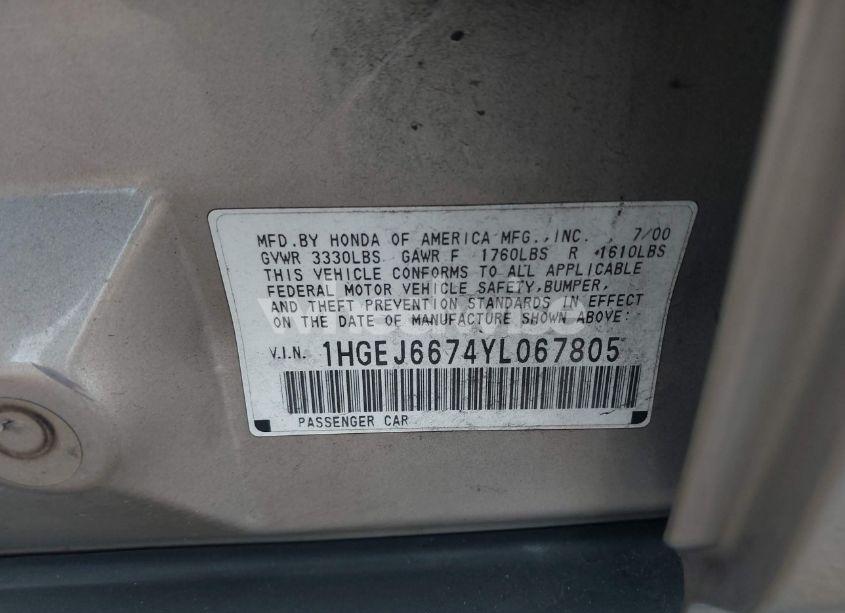 MFD.BY HONDA OF AMERICA MFG.,INC., 7/00
GVWR 3330LBS GAWR F 1760LBS R 1610LBS
THIS VEHICLE CONFORMS TO ALL APPLICABLE
FEDERAL MOTOR VEHICLE SAFETY,BUMPER,
AND THEFT PREVENTION STANDARDS IN EFFECT
ON THE DATE OF MANUFACTURE SHOWN ABOVE:
V.I.N. 1HGEJ6674YL067805
PASSENGER CAR